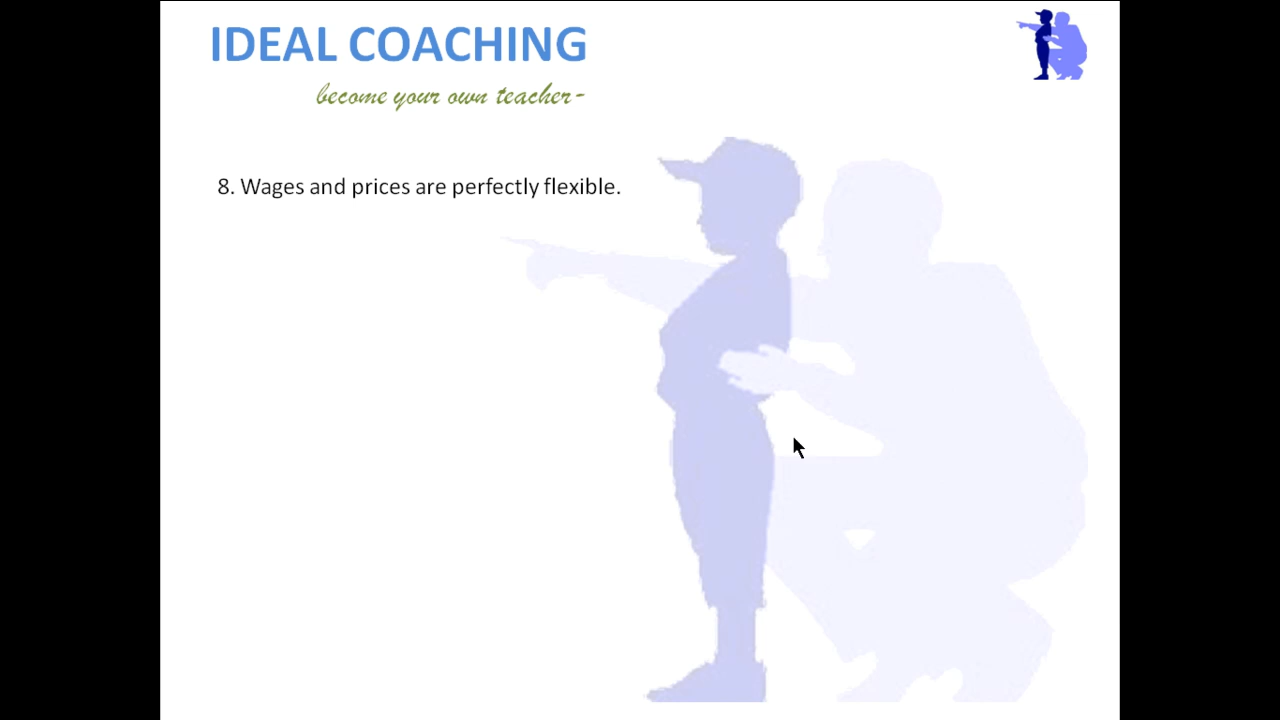 IDEAL COACHING
become your own teacher-
8. Wages and prices are perfectly flexible.